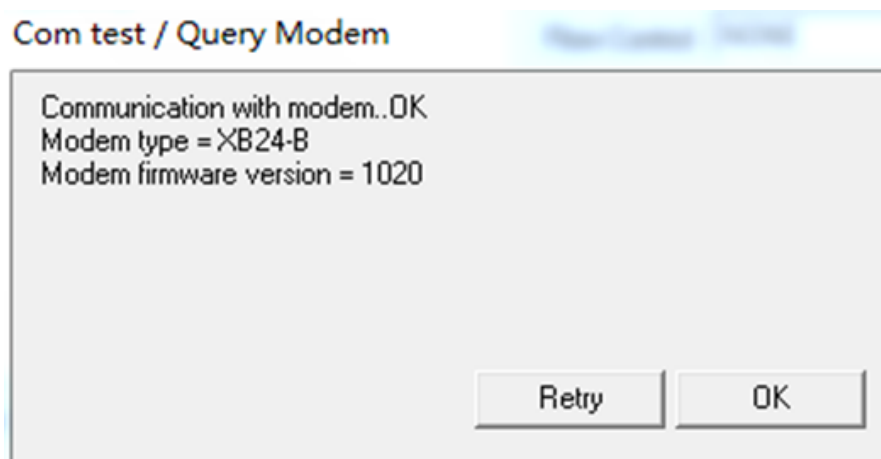 Com test / Query Modem
Communication with modem..OK
Modem type = XB24-B
Modem firmware version = 1020
Retry
OK